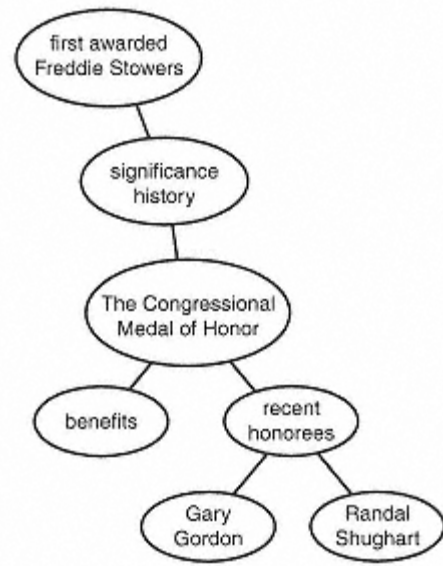 first awarded
Freddie Stowers
significance
history
The Congressional
Medal of Honor
benefits
recent
honorees
Gary
Gordon
Randal
Shughart